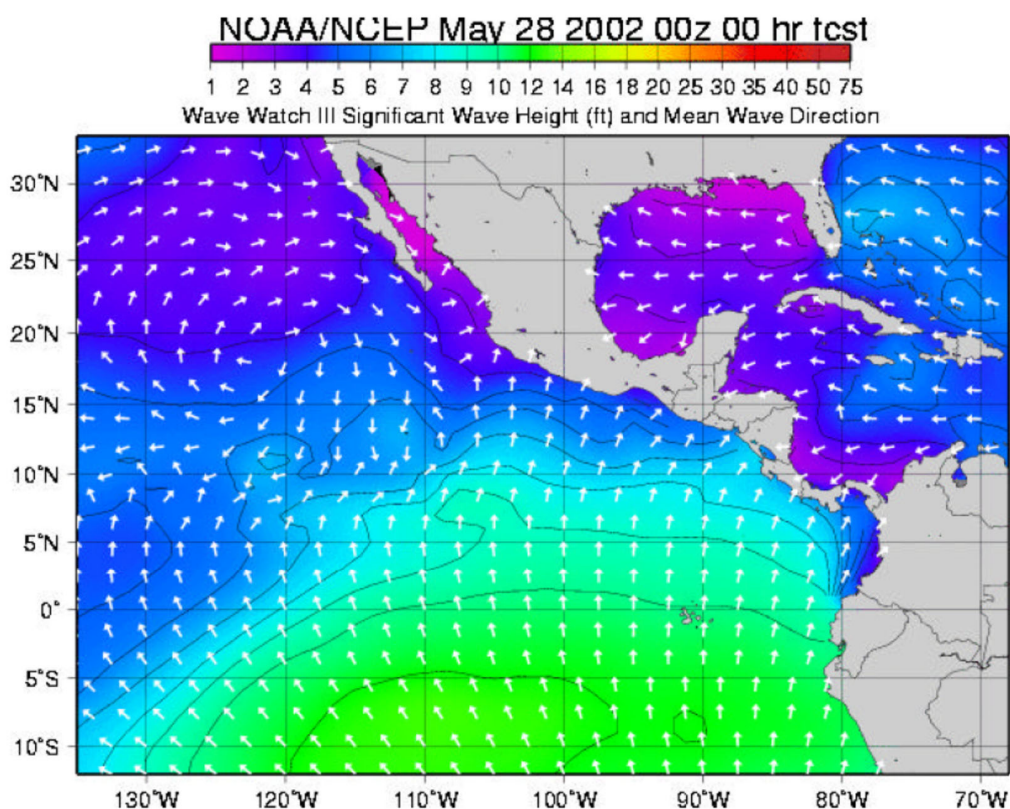 NOAA/NCEP May 28 2002 00z 00 hr fcst
1 2 3 4 5 6 7 8 9 10 12 14 16 18 20 25 30 35 40 50 75
Wave Watch III Significant Wave Height (ft) and Mean Wave Direction
30°N
25°N
20°N
15°N
10°N
5°N
0°
5°S
10°S
130°W 120°W 110°W 100°W 90°W 80°W 70°W